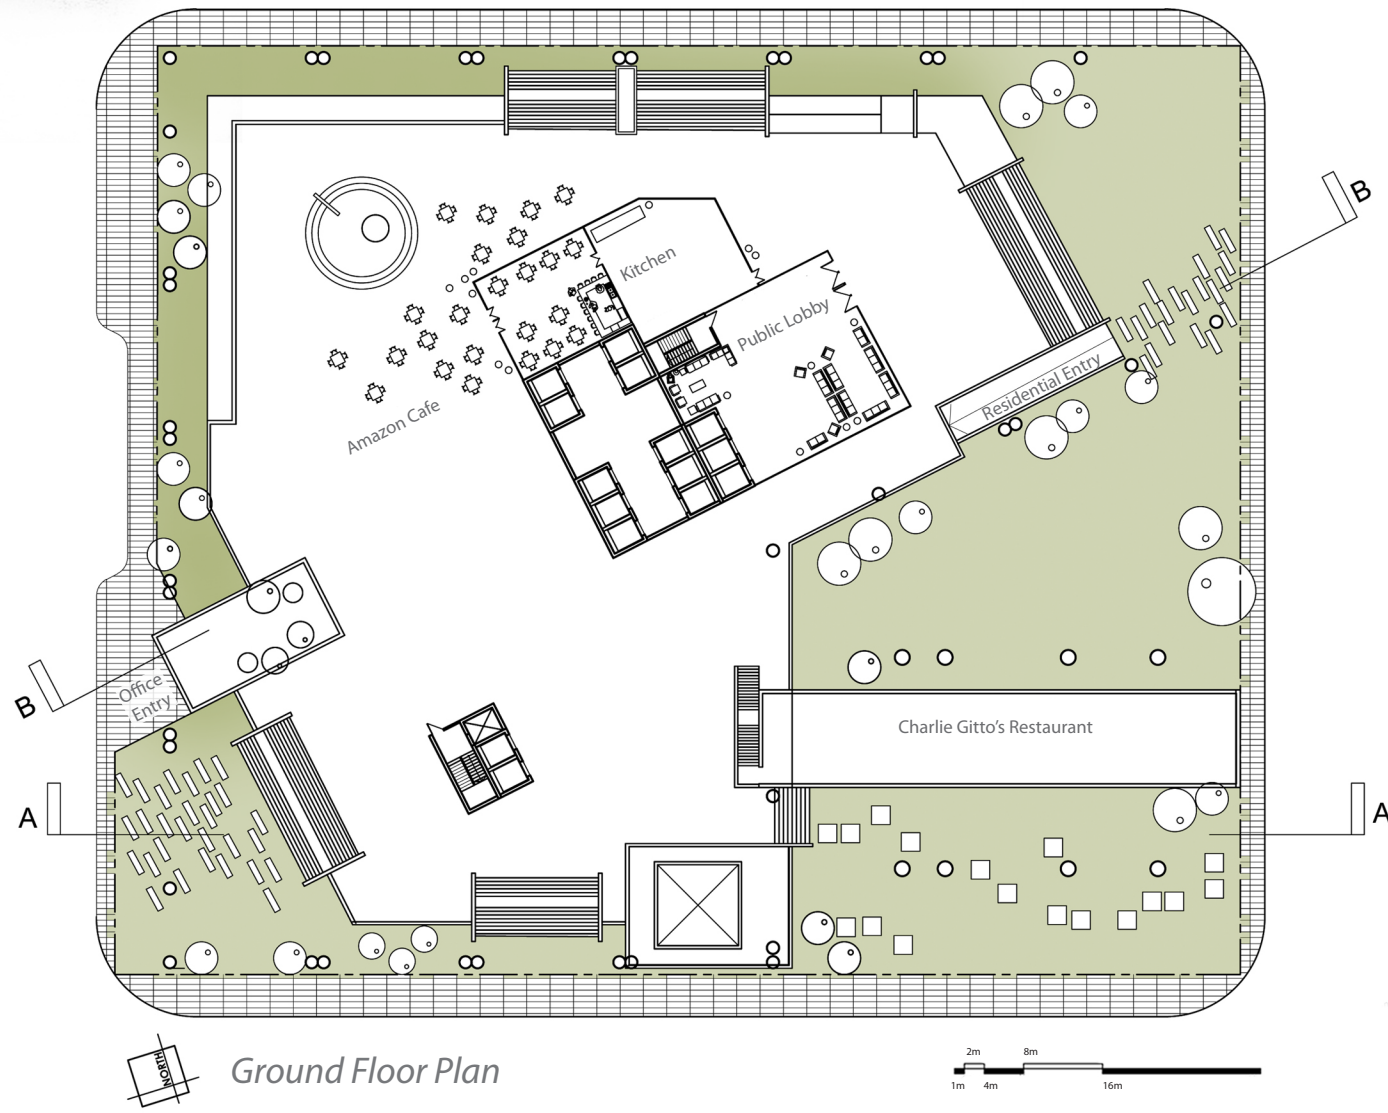 B
Kitchen
Public Lobby
Residential Entry
Amazon Cafe
Office
Entry
B
Charlie Gitto's Restaurant
A
A
NORTH
Ground Floor Plan
2m
8m
1m
4m
16m